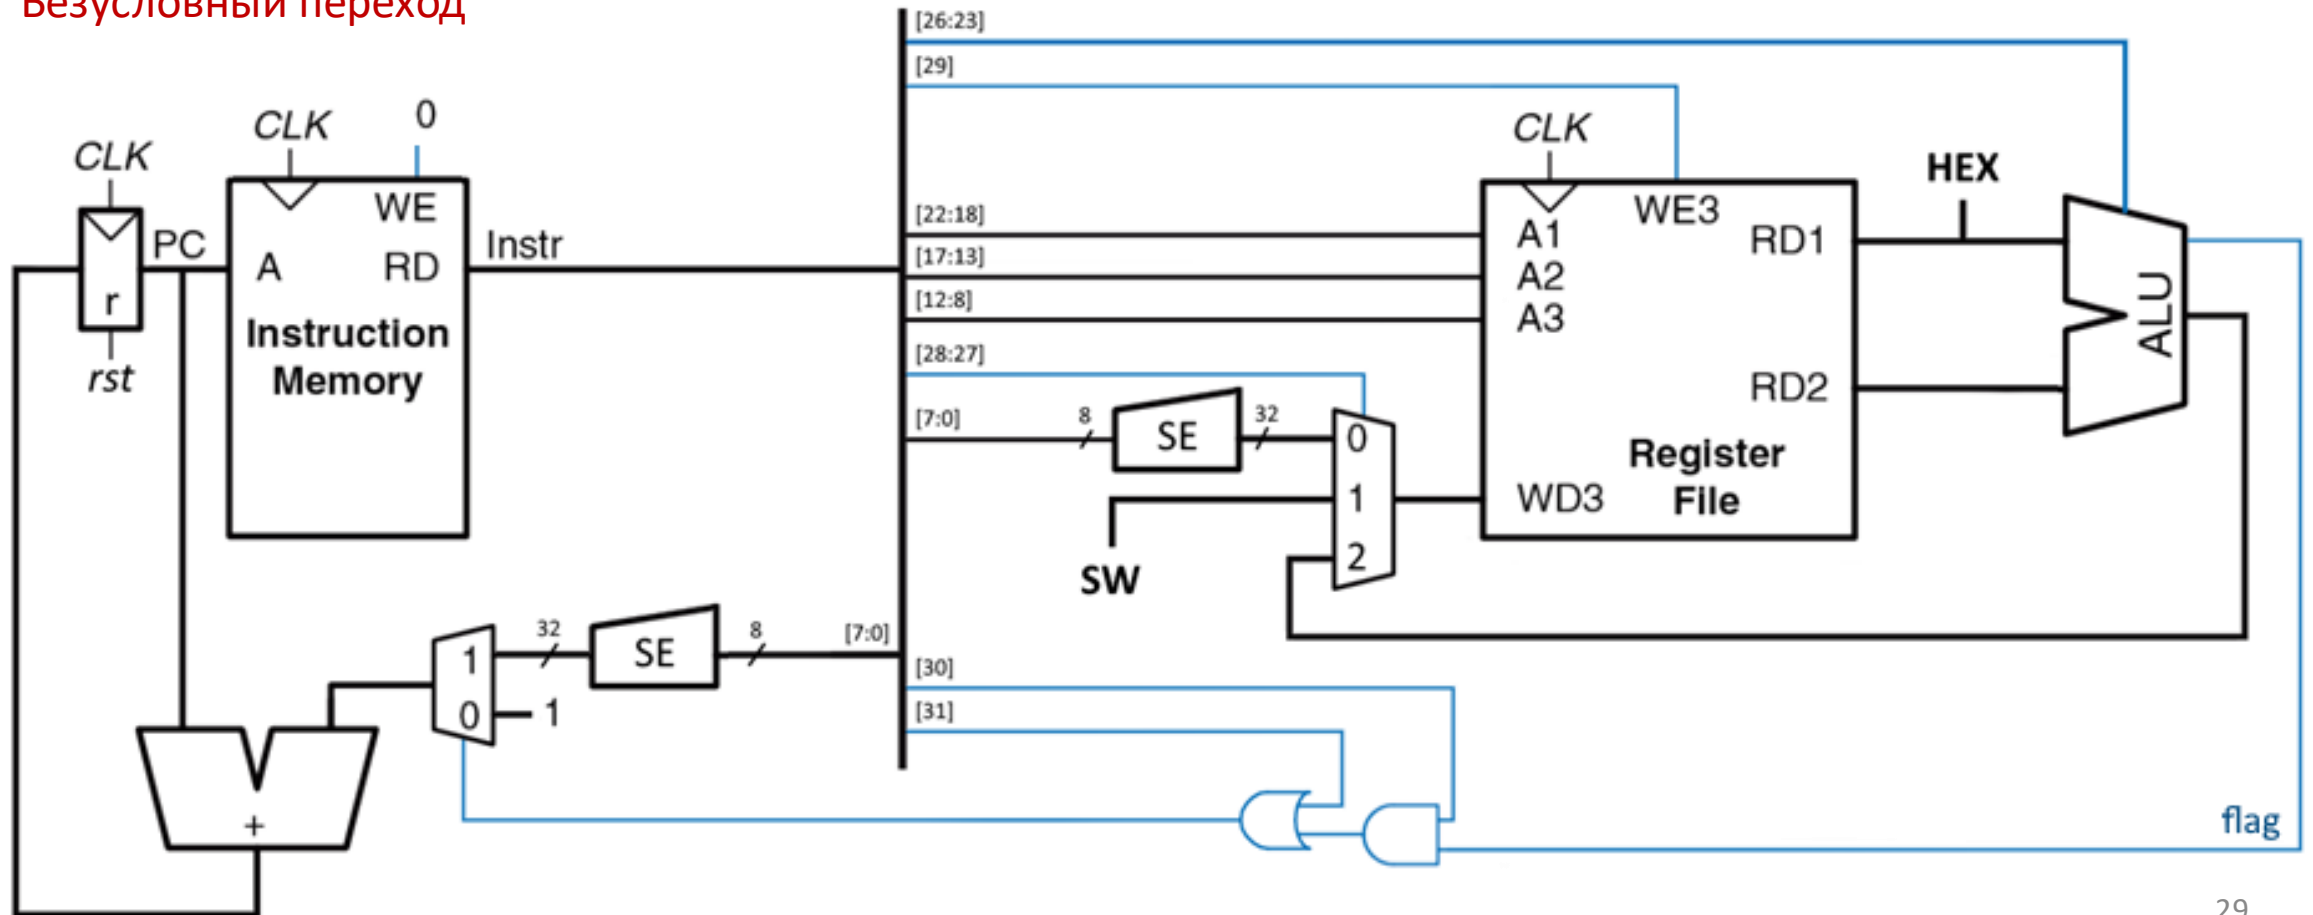 Безусловный переход
[26:23]
[29]
CLK
CLK
0
CLK
HEX
WE
WE3
[22:18]
A1
RD1
PC
A
RD
Instr
[17:13]
A2
[12:8]
A3
r
Instruction
Memory
rst
ALU
[28:27]
RD2
[7:0]
8
SE
32
0
Register
File
1
WD3
SW
2
1
32
SE
8
[7:0]
0
1
[30]
[31]
+
flag
29